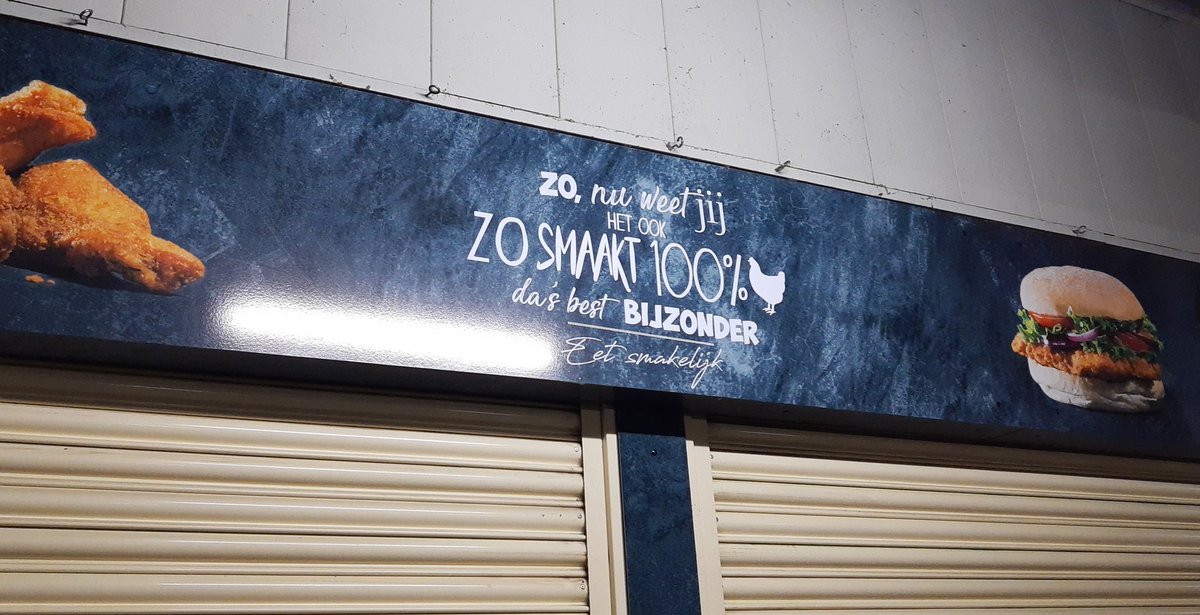 ZO, nu weet jij
HET OOK
ZO SMAAKT 100%
da's best BIJZONDER
Eet smakelijk